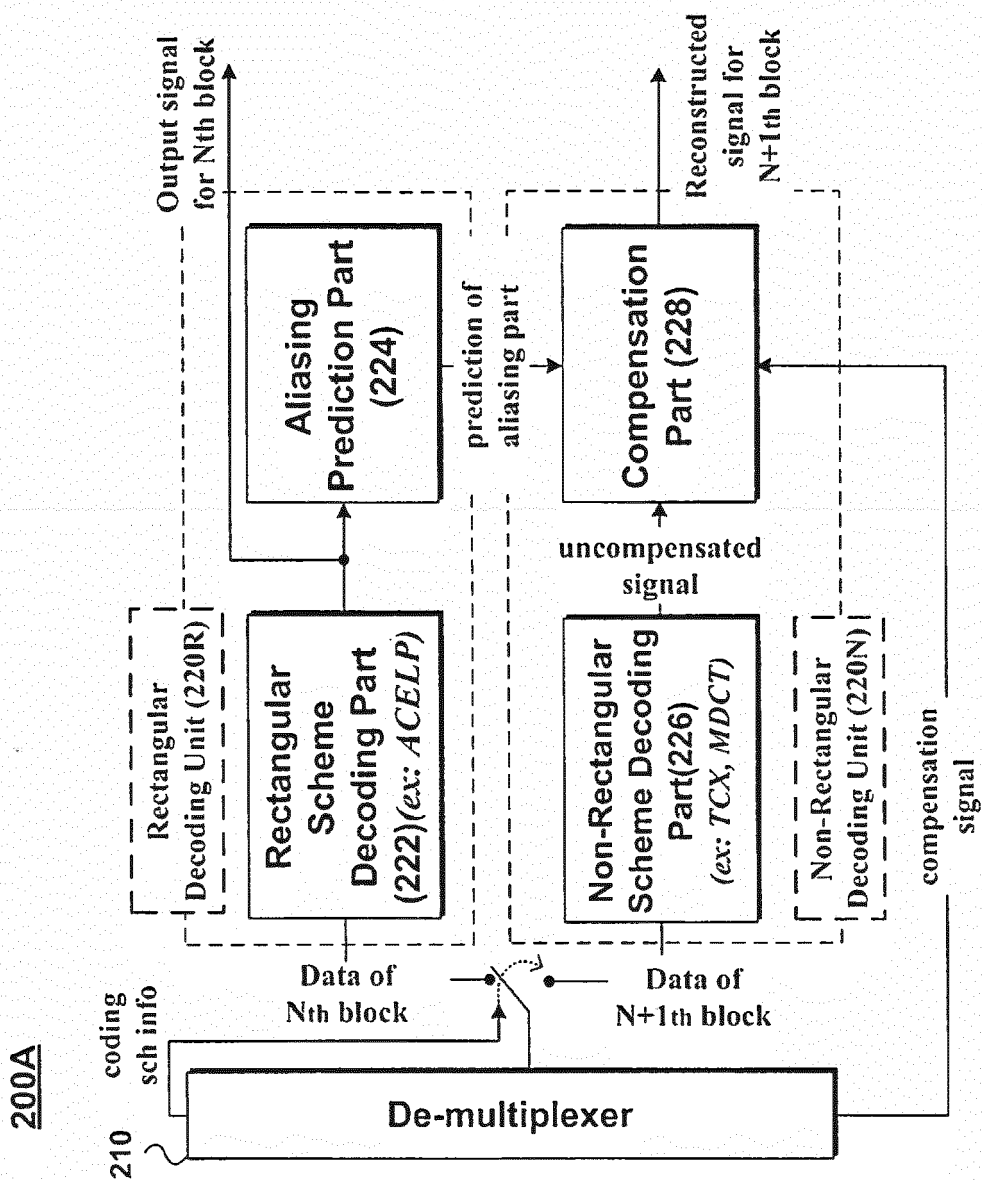 200A
210
De-multiplexer
coding
sch info
Data of
Nth block
Data of
N+1th block
Rectangular
Decoding Unit (220R)
Rectangular
Scheme
Decoding Part
(222)(ex: ACELP)
Aliasing
Prediction Part
(224)
Output signal
for Nth block
prediction of
aliasing part
Non-Rectangular
Scheme Decoding
Part(226)
(ex: TCX, MDCT)
uncompensated
signal
Compensation
Part (228)
Reconstructed
signal for
N+1th block
Non-Rectangular
Decoding Unit (220N)
compensation
signal